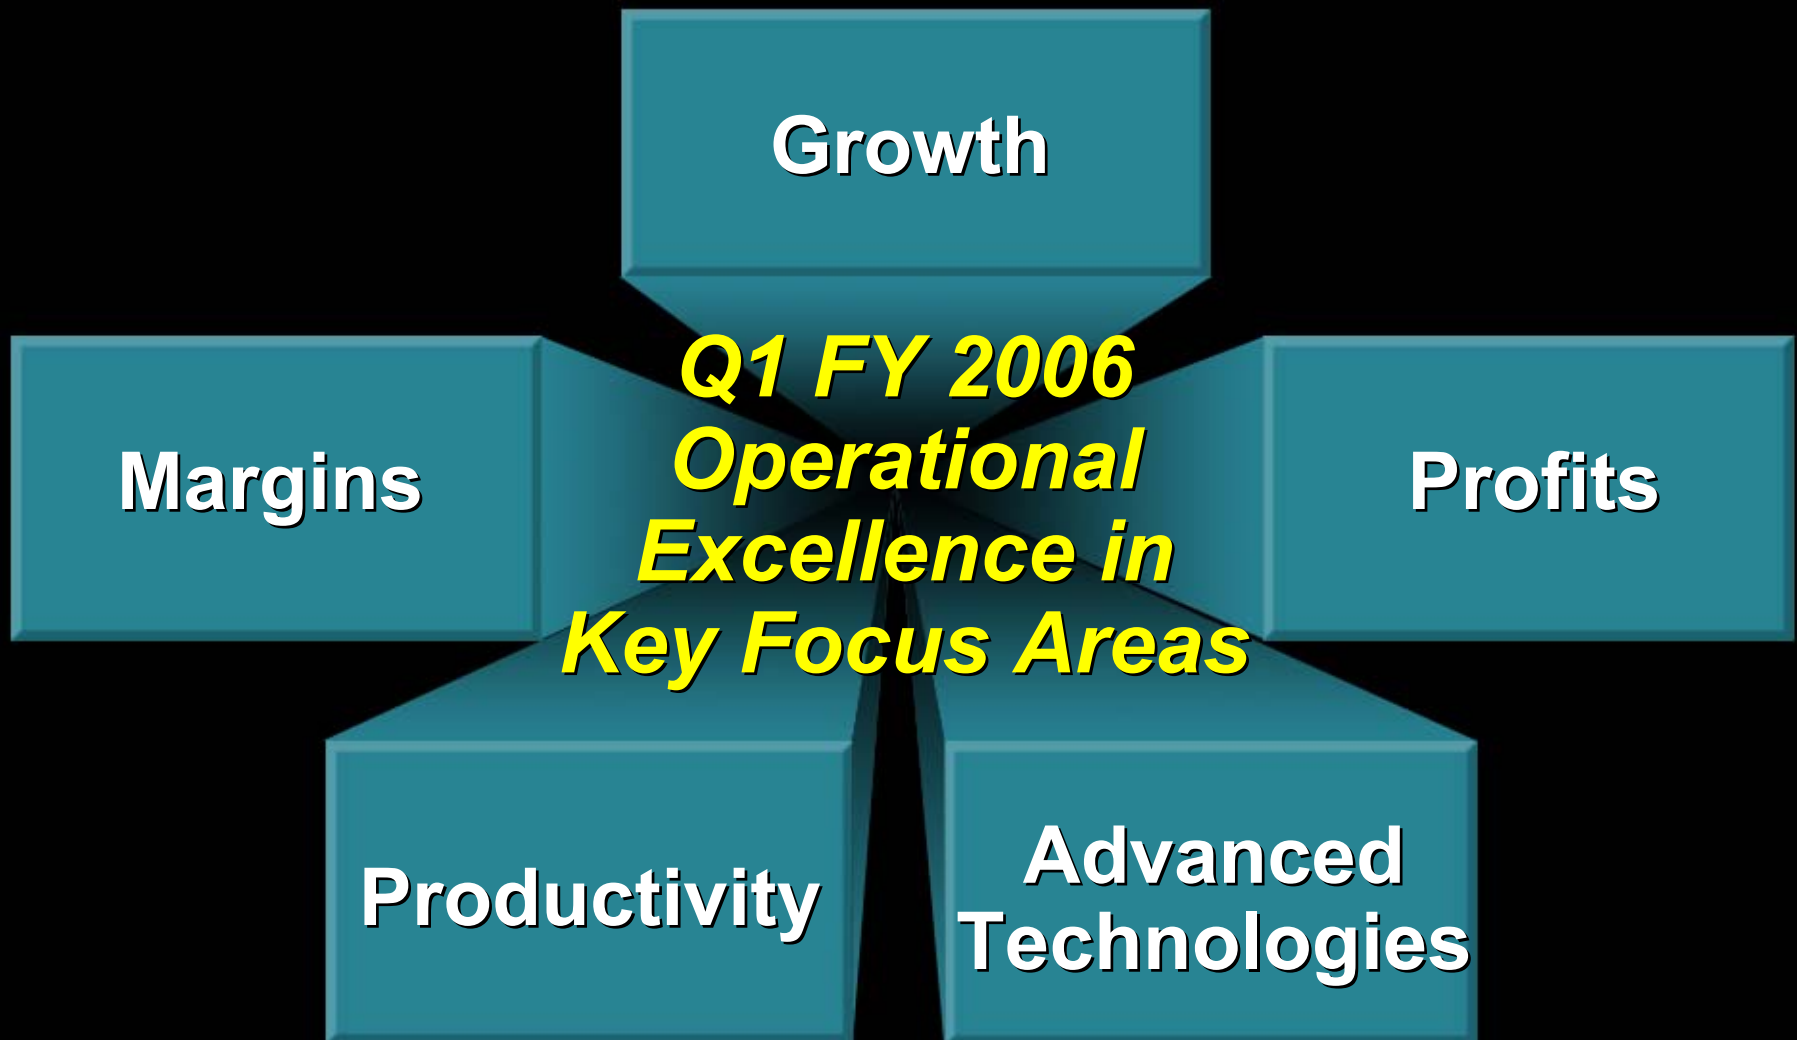 Growth
Q1 FY 2006
Operational
Excellence in
Key Focus Areas
Margins
Profits
Productivity
Advanced
Technologies